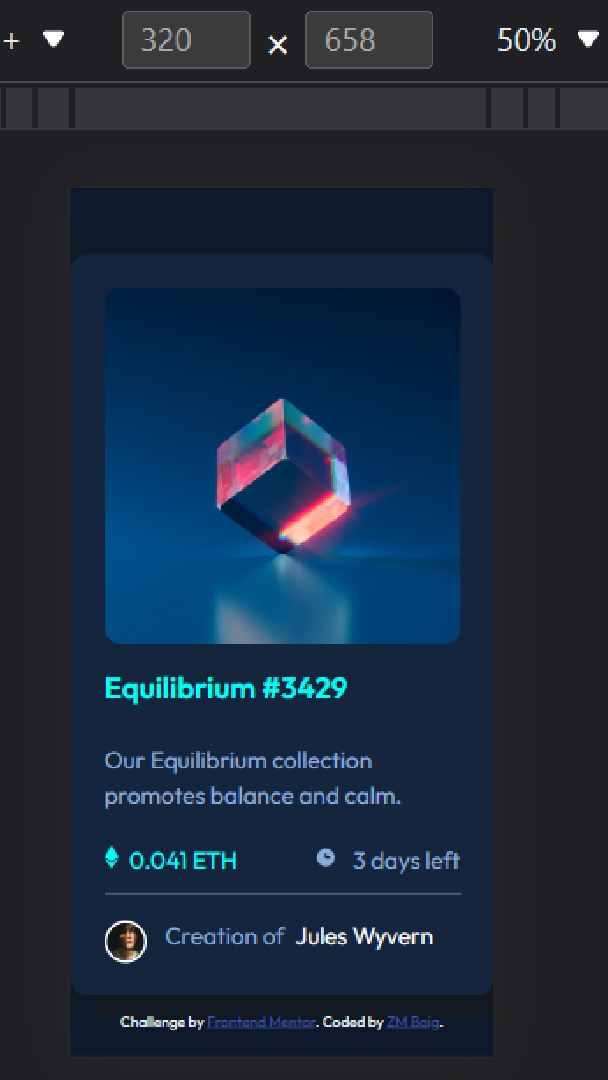 + 320 × 658 50%
Equilibrium #3429
Our Equilibrium collection
promotes balance and calm.
0.041 ETH 3 days left
Creation of Jules Wyvern
Challenge by Frontend Mentor. Coded by ZM Baig.